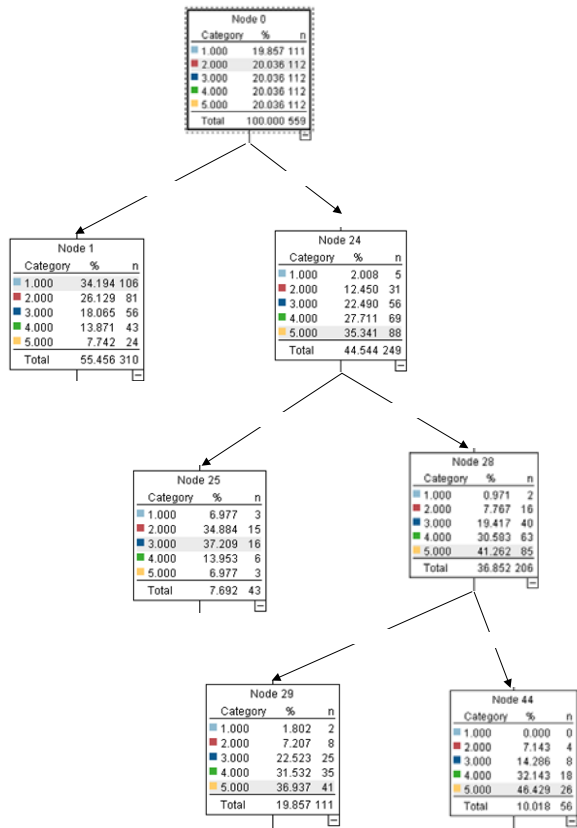 Node 0
Category % n
1.000 19.857 111
2.000 20.036 112
3.000 20.036 112
4.000 20.036 112
5.000 20.036 112
Total 100.000 559
Node 1
Category % n
1.000 34.194 106
2.000 26.129 81
3.000 18.065 56
4.000 13.871 43
5.000 7.742 24
Total 55.456 310
Node 24
Category % n
1.000 2.008 5
2.000 12.450 31
3.000 22.490 56
4.000 27.711 69
5.000 35.341 88
Total 44.544 249
Node 25
Category % n
1.000 6.977 3
2.000 34.884 15
3.000 37.209 16
4.000 13.953 6
5.000 6.977 3
Total 7.692 43
Node 28
Category % n
1.000 0.971 2
2.000 7.767 16
3.000 19.417 40
4.000 30.583 63
5.000 41.262 85
Total 36.852 206
Node 29
Category % n
1.000 1.802 2
2.000 7.207 8
3.000 22.523 25
4.000 31.532 35
5.000 36.937 41
Total 19.857 111
Node 44
Category % n
1.000 0.000 0
2.000 7.143 4
3.000 14.286 8
4.000 32.143 18
5.000 46.429 26
Total 10.018 56